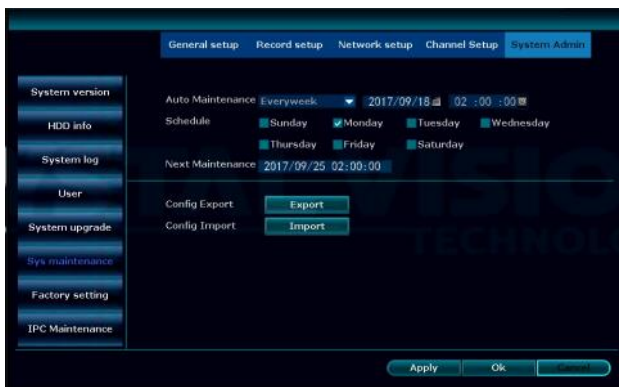 General setup Record setup Network setup Channel Setup System Admin
System version
HDD info
System log
User
System upgrade
Sys maintenance
Factory setting
IPC Maintenance
Auto Maintenance Everyweek 2017/09/18 02 :00 :00
Schedule Sunday Monday Tuesday Wednesday
Thursday Friday Saturday
Next Maintenance 2017/09/25 02:00:00
Config Export Export
Config Import Import
TECHNOL
Apply Ok Cancel